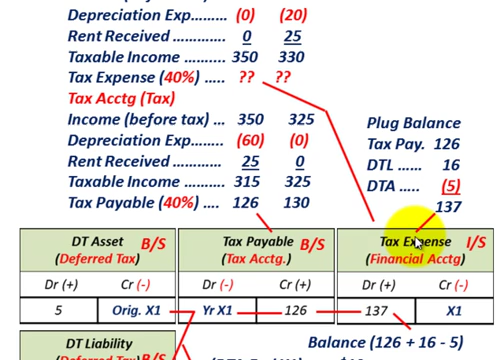 Depreciation Exp......... (0) (20)
Rent Received ............ 0 25
Taxable Income ......... 350 330
Tax Expense (40%) ..... ?? ??
Tax Acctg (Tax)
Income (before tax) ... 350 325
Depreciation Exp........ (60) (0)
Rent Received ............ 25 0
Taxable Income ......... 315 325
Tax Payable (40%) .... 126 130
Plug Balance
Tax Pay. 126
DTL ...... 16
DTA ..... (5)
137
DT Asset B/S
(Deferred Tax)
Dr (+) Cr (-)
5 Orig. X1
Tax Payable B/S
(Tax Acctg.)
Dr (-) Cr (+)
Yr X1 126
Tax Expense I/S
(Financial Acctg)
Dr (+) Cr (-)
137 X1
DT Liability
Balance (126 + 16 - 5)